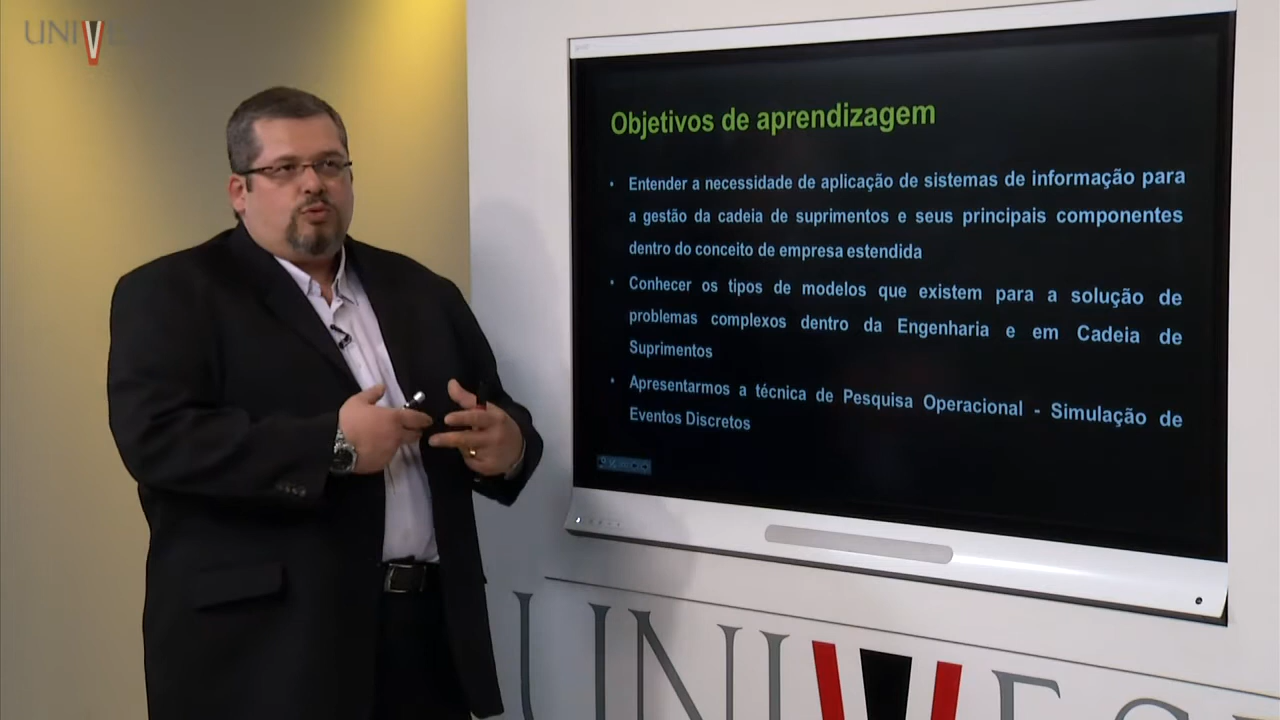 UNIVES
Objetivos de aprendizagem
• Entender a necessidade de aplicação de sistemas de informação para
a gestão da cadeia de suprimentos e seus principais componentes
dentro do conceito de empresa estendida
• Conhecer os tipos de modelos que existem para a solução de
problemas complexos dentro da Engenharia e em Cadeia de
Suprimentos
• Apresentarmos a técnica de Pesquisa Operacional - Simulação de
Eventos Discretos
UNIVES